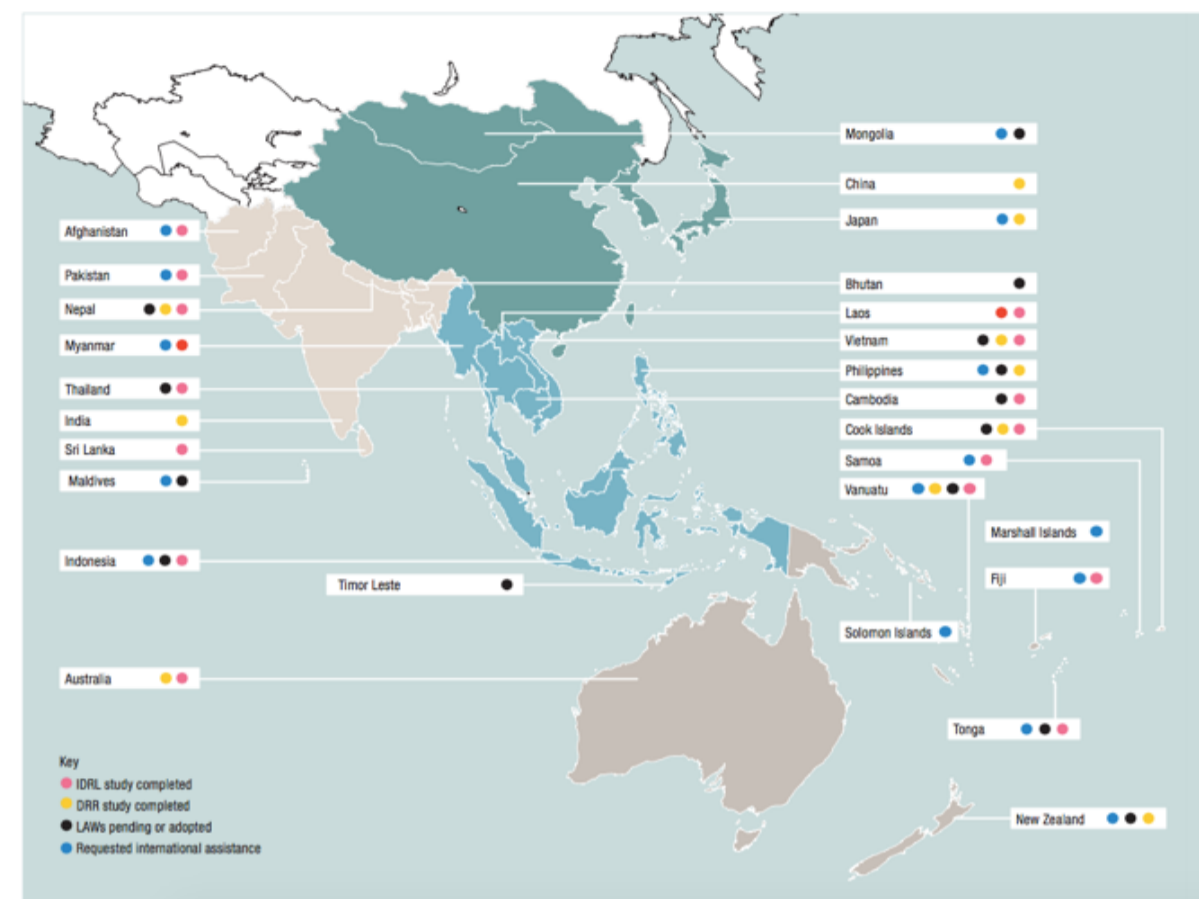 Mongolia
China
Japan
Afghanistan
Pakistan
Nepal
Myanmar
Thailand
India
Sri Lanka
Maldives
Indonesia
Timor Leste
Australia
Bhutan
Laos
Vietnam
Philippines
Cambodia
Cook Islands
Samoa
Vanuatu
Marshall Islands
Fiji
Solomon Islands
Tonga
New Zealand
Key
IDRL study completed
DRR study completed
LAWs pending or adopted
Requested international assistance